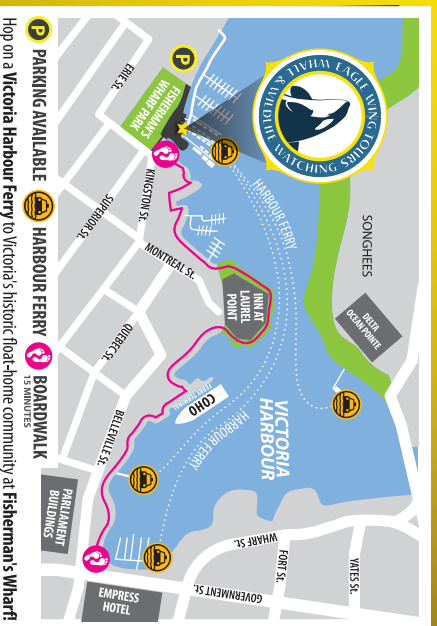 EAGLE WING TOURS
WHALE & WILDLIFE WATCHING TOURS
SONGHEES
DELTA
OCEAN POINTE
P
ERIE St.
FISHERMAN'S
WHARF PARK
HARBOUR FERRY
KINGSTON St.
SUPERIOR St.
MONTREAL St.
INN AT
LAUREL
POINT
QUEBEC St.
COHO
FERRY TERMINAL
HARBOUR FERRY
VICTORIA
HARBOUR
BELLEVILLE St.
WHARF St.
FORT St.
YATES St.
GOVERNMENT St.
PARLIAMENT
BUILDINGS
EMPRESS
HOTEL
P PARKING AVAILABLE HARBOUR FERRY BOARDWALK
15 MINUTES
Hop on a Victoria Harbour Ferry to Victoria's historic float-home community at Fisherman's Wharf!